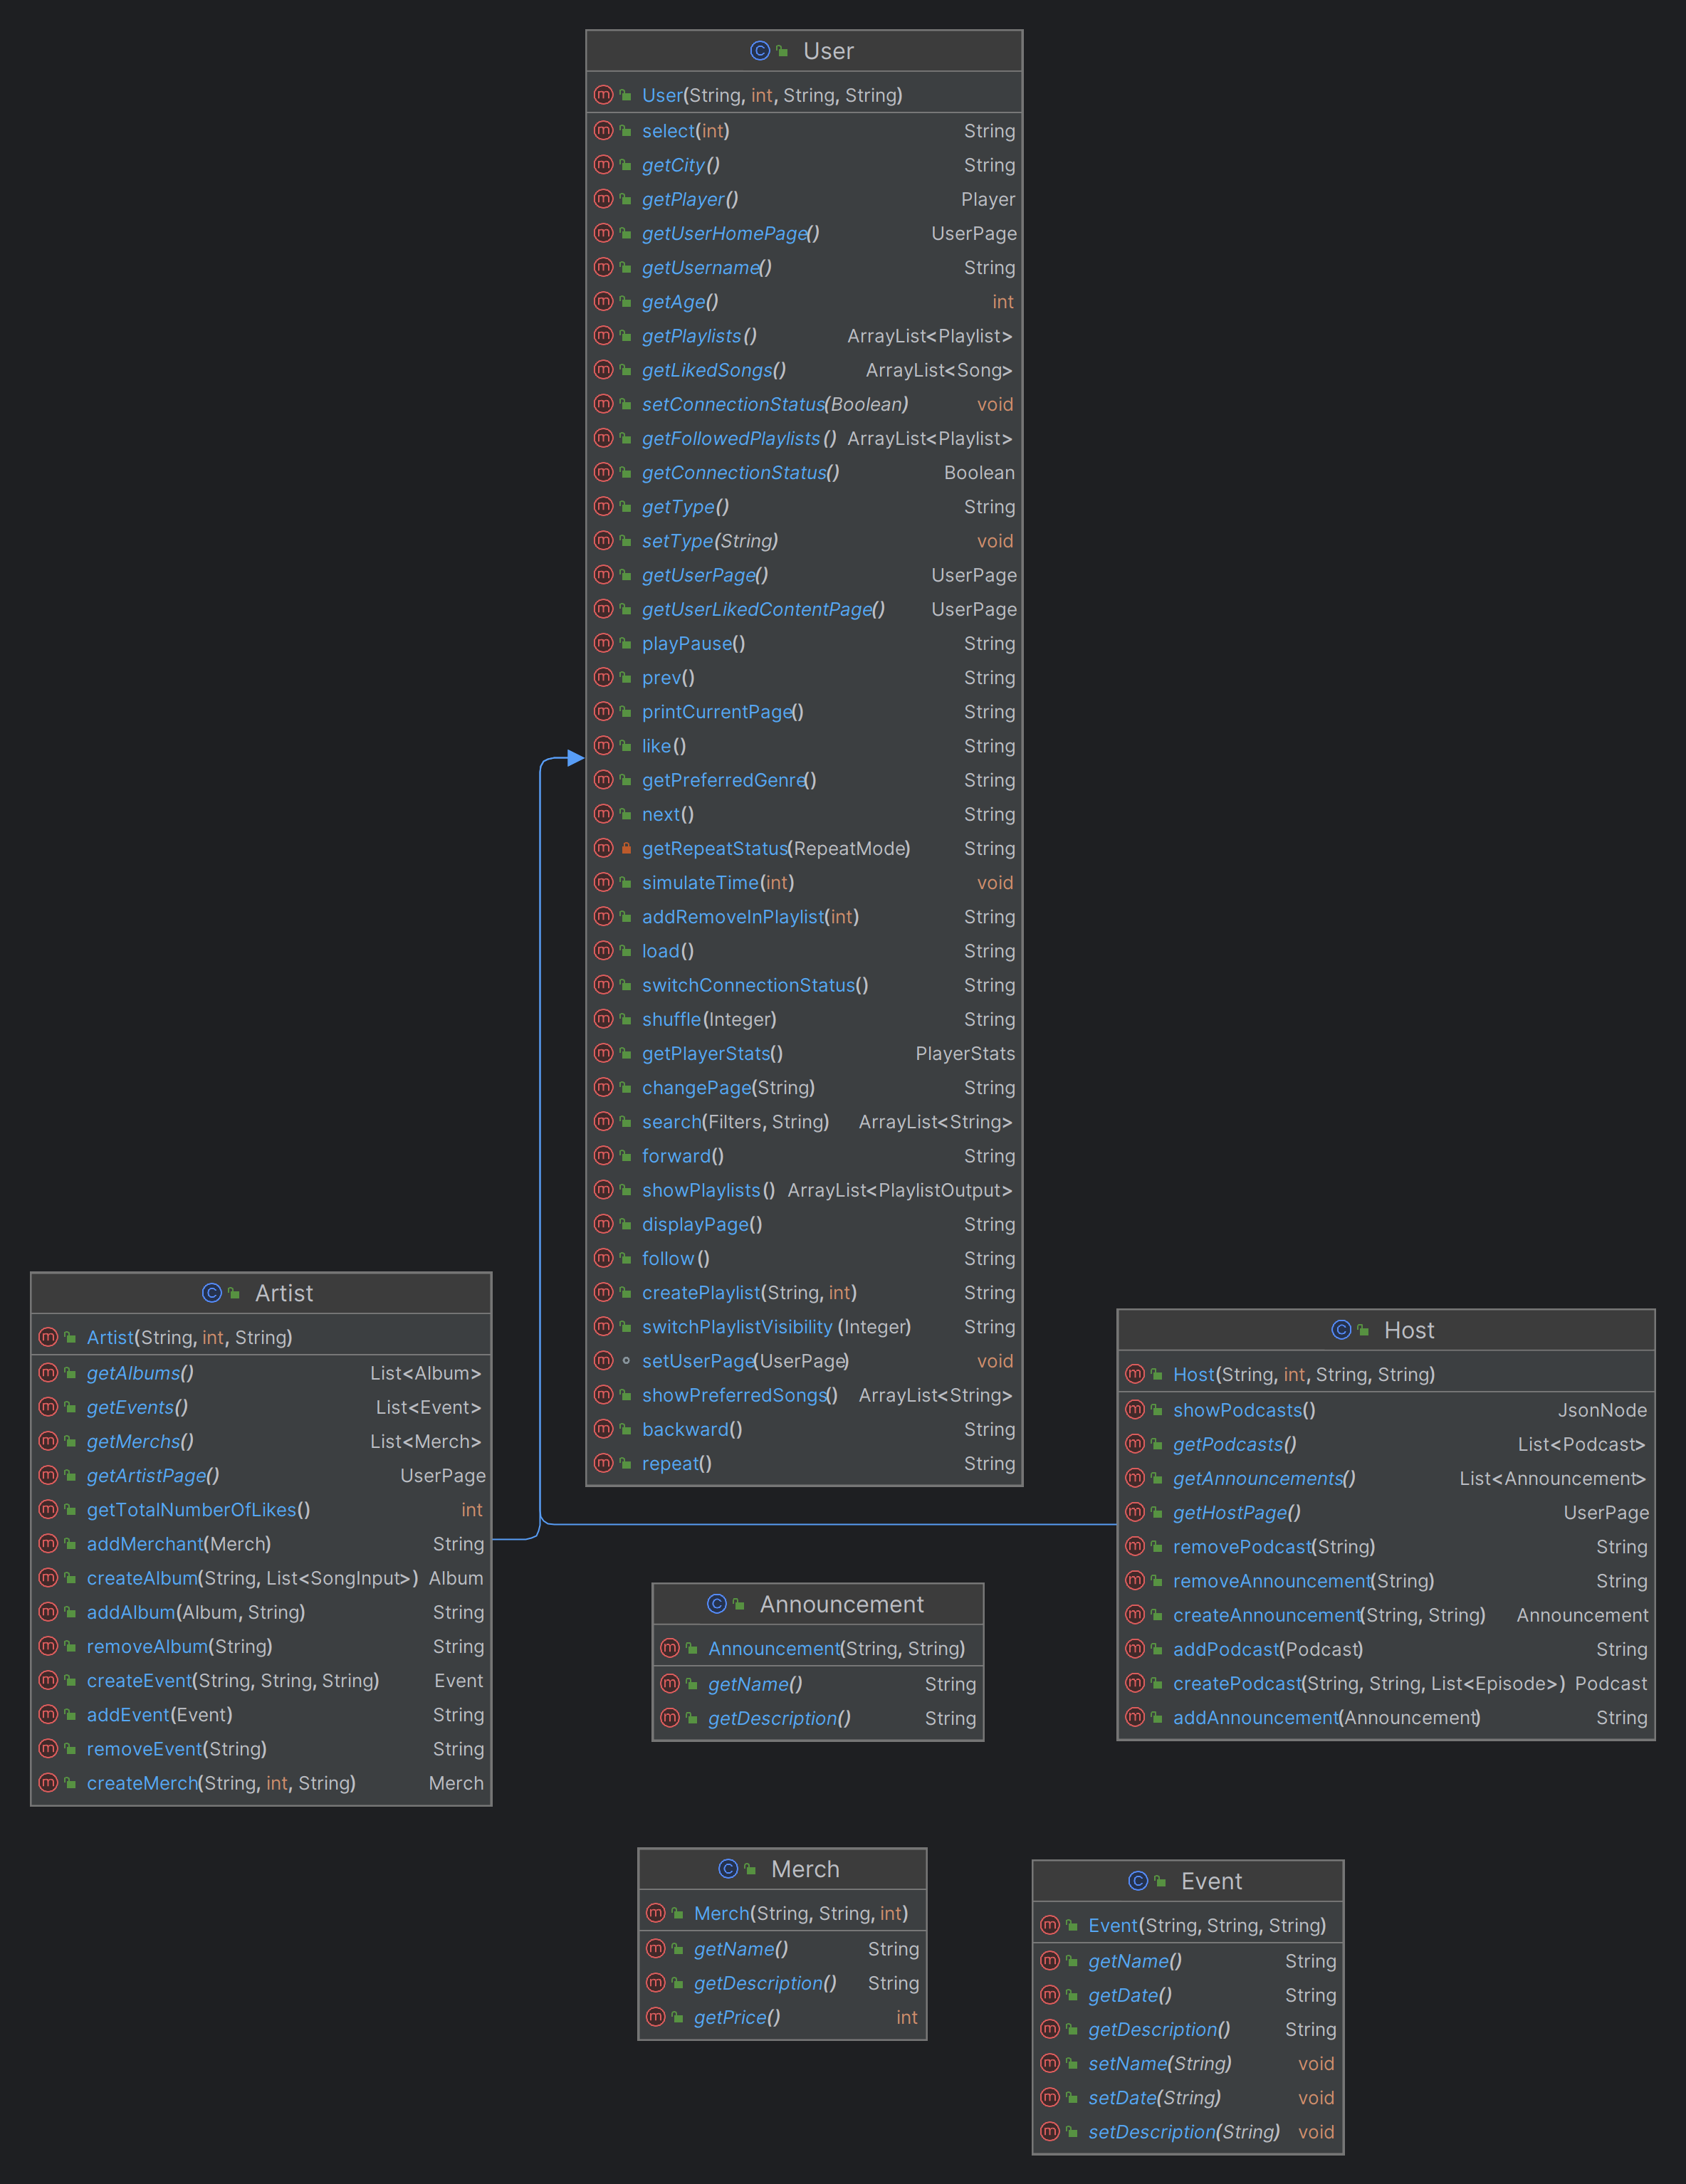 User
User(String, int, String, String)
select(int) String
getCity() String
getPlayer() Player
getUserHomePage() UserPage
getUsername() String
getAge() int
getPlaylists() ArrayList<Playlist>
getLikedSongs() ArrayList<Song>
setConnectionStatus(Boolean) void
getFollowedPlaylists() ArrayList<Playlist>
getConnectionStatus() Boolean
getType() String
setType(String) void
getUserPage() UserPage
getUserLikedContentPage() UserPage
playPause() String
prev() String
printCurrentPage() String
like() String
getPreferredGenre() String
next() String
getRepeatStatus(RepeatMode) String
simulateTime(int) void
addRemoveInPlaylist(int) String
load() String
switchConnectionStatus() String
shuffle(Integer) String
getPlayerStats() PlayerStats
changePage(String) String
search(Filters, String) ArrayList<String>
forward() String
showPlaylists() ArrayList<PlaylistOutput>
displayPage() String
follow() String
createPlaylist(String, int) String
switchPlaylistVisibility(Integer) String
setUserPage(UserPage) void
showPreferredSongs() ArrayList<String>
backward() String
repeat() String
Artist
Artist(String, int, String)
getAlbums() List<Album>
getEvents() List<Event>
getMerchs() List<Merch>
getArtistPage() UserPage
getTotalNumberOfLikes() int
addMerchant(Merch) String
createAlbum(String, List<SongInput>) Album
addAlbum(Album, String) String
removeAlbum(String) String
createEvent(String, String, String) Event
addEvent(Event) String
removeEvent(String) String
createMerch(String, int, String) Merch
Host
Host(String, int, String, String)
showPodcasts() JsonNode
getPodcasts() List<Podcast>
getAnnouncements() List<Announcement>
getHostPage() UserPage
removePodcast(String) String
removeAnnouncement(String) String
createAnnouncement(String, String) Announcement
addPodcast(Podcast) String
createPodcast(String, String, List<Episode>) Podcast
addAnnouncement(Announcement) String
Announcement
Announcement(String, String)
getName() String
getDescription() String
Merch
Merch(String, String, int)
getName() String
getDescription() String
getPrice() int
Event
Event(String, String, String)
getName() String
getDate() String
getDescription() String
setName(String) void
setDate(String) void
setDescription(String) void